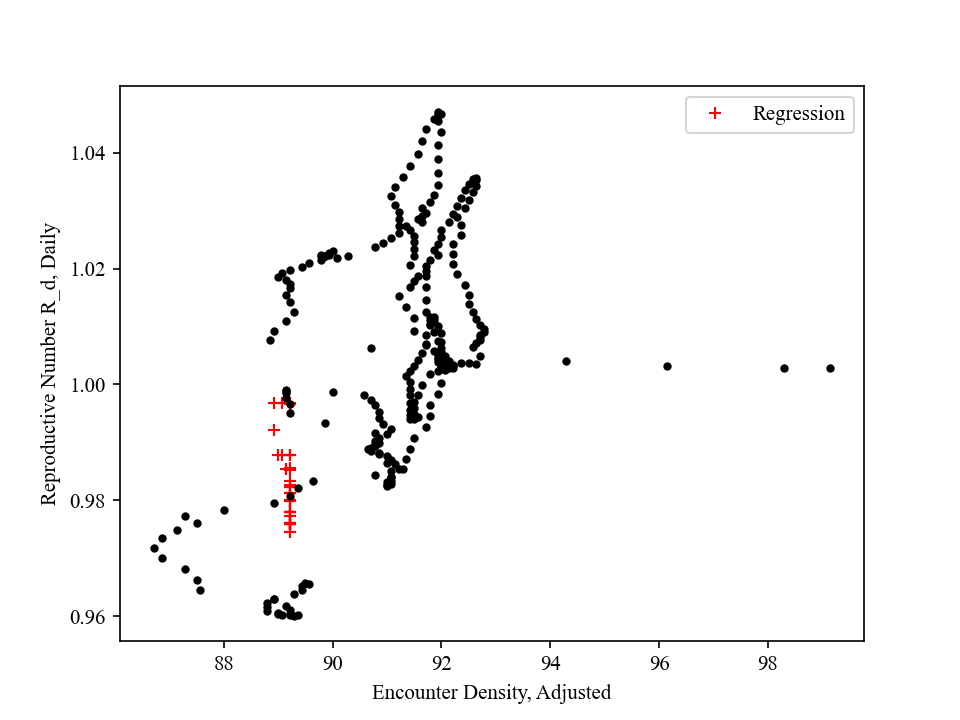 Regression
1.04
1.02
1.00
0.98
0.96
Reproductive Number R_d, Daily
88 90 92 94 96 98
Encounter Density, Adjusted